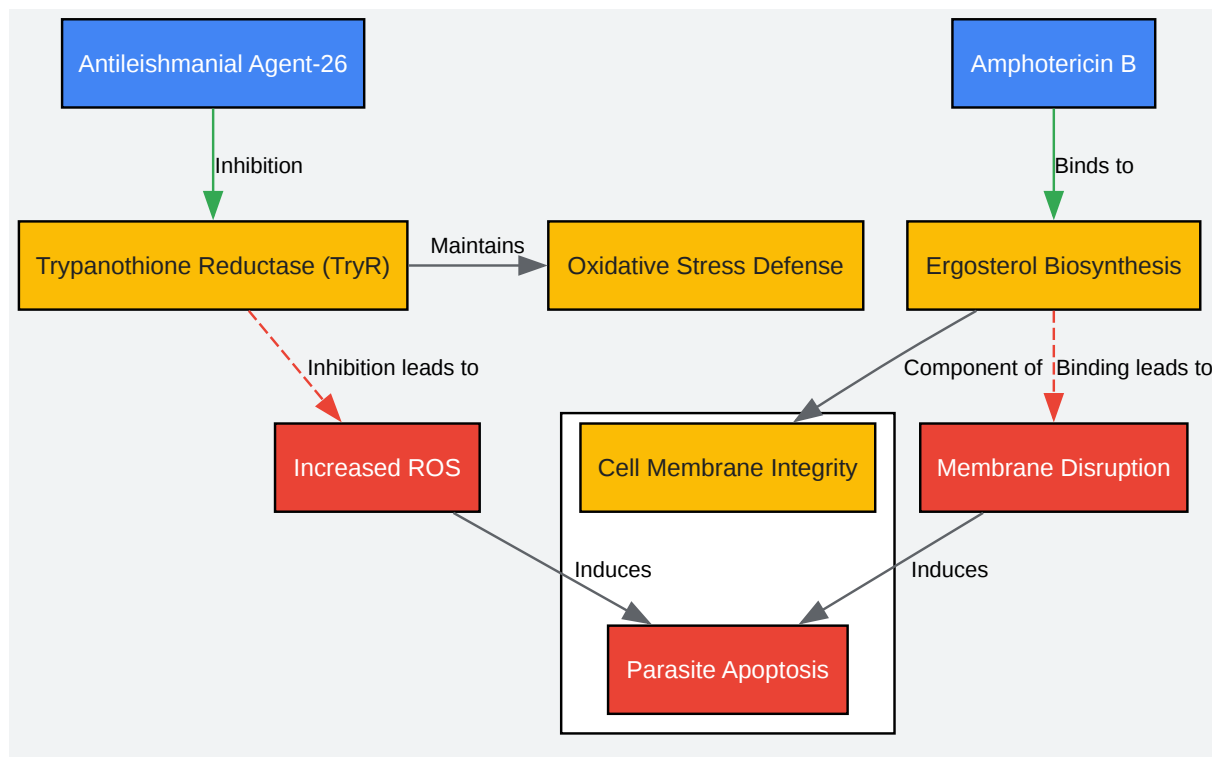 Antileishmanial Agent-26
Amphotericin B
Inhibition
Binds to
Trypanothione Reductase (TryR)
Maintains
Oxidative Stress Defense
Ergosterol Biosynthesis
Inhibition leads to
Component of
Binding leads to
Increased ROS
Cell Membrane Integrity
Membrane Disruption
Induces
Induces
Parasite Apoptosis